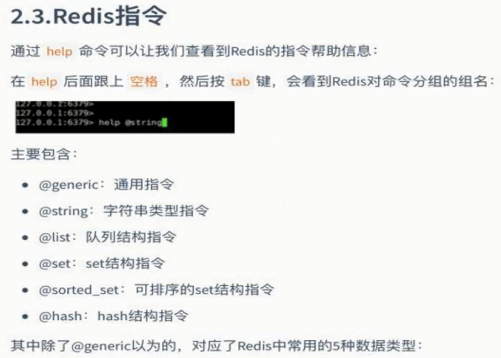 2.3.Redis指令
通过 help 命令可以让我们查看到Redis的指令帮助信息：
在 help 后面跟上 空格 ，然后按 tab 键，会看到Redis对命令分组的组名：
127.0.0.1:6379>
127.0.0.1:6379>
127.0.0.1:6379> help @string
主要包含：
• @generic：通用指令
• @string：字符串类型指令
• @list：队列结构指令
• @set：set结构指令
• @sorted_set：可排序的set结构指令
• @hash：hash结构指令
其中除了@generic以为的，对应了Redis中常用的5种数据类型：